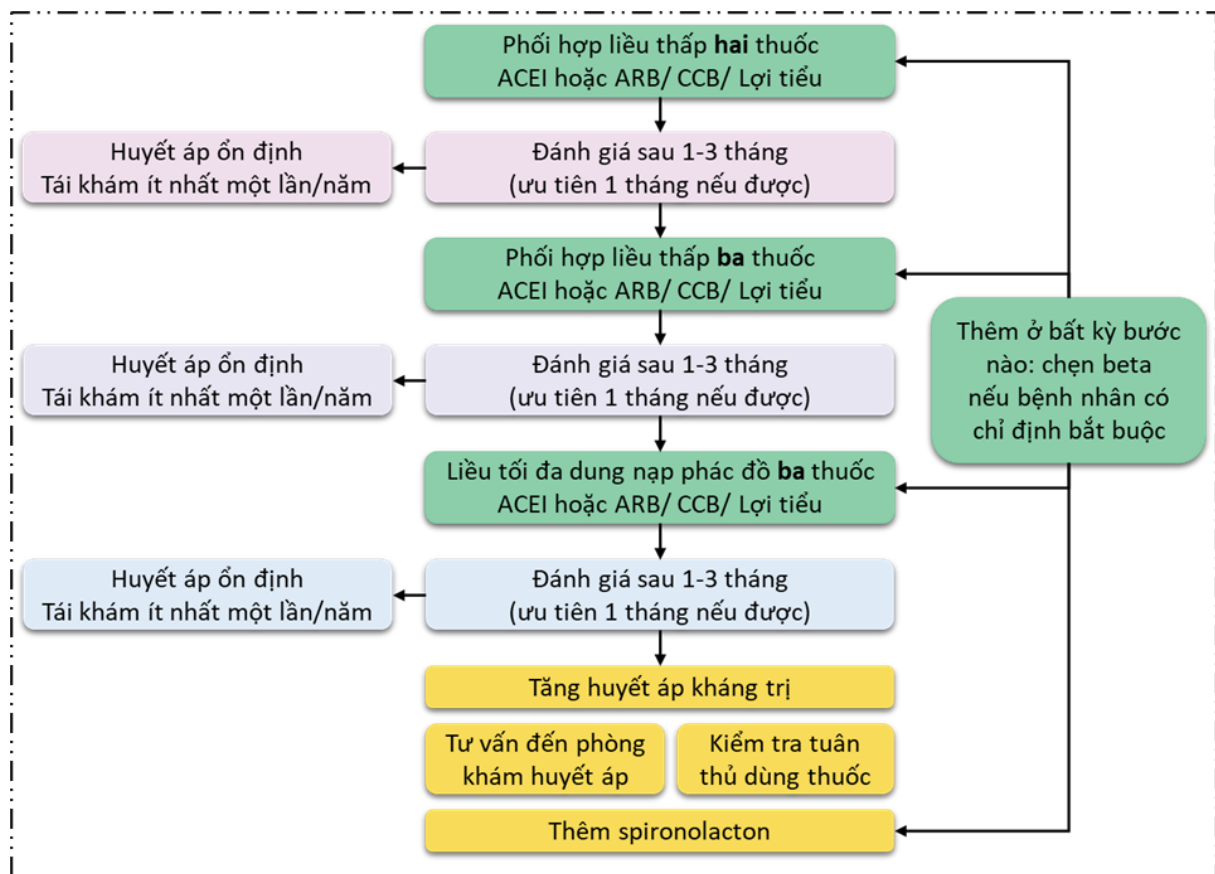 Phối hợp liều thấp hai thuốc
ACEI hoặc ARB/ CCB/ Lợi tiểu
Huyết áp ổn định
Tái khám ít nhất một lần/năm
Đánh giá sau 1-3 tháng
(ưu tiên 1 tháng nếu được)
Phối hợp liều thấp ba thuốc
ACEI hoặc ARB/ CCB/ Lợi tiểu
Thêm ở bất kỳ bước
nào: chẹn beta
nếu bệnh nhân có
chỉ định bắt buộc
Huyết áp ổn định
Tái khám ít nhất một lần/năm
Đánh giá sau 1-3 tháng
(ưu tiên 1 tháng nếu được)
Liều tối đa dung nạp phác đồ ba thuốc
ACEI hoặc ARB/ CCB/ Lợi tiểu
Huyết áp ổn định
Tái khám ít nhất một lần/năm
Đánh giá sau 1-3 tháng
(ưu tiên 1 tháng nếu được)
Tăng huyết áp kháng trị
Tư vấn đến phòng
khám huyết áp
Kiểm tra tuân
thủ dùng thuốc
Thêm spironolacton